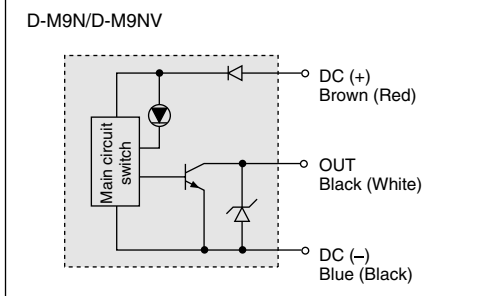 D-M9N/D-M9NV
DC (+)
Brown (Red)
Main circuit
switch
OUT
Black (White)
DC (–)
Blue (Black)